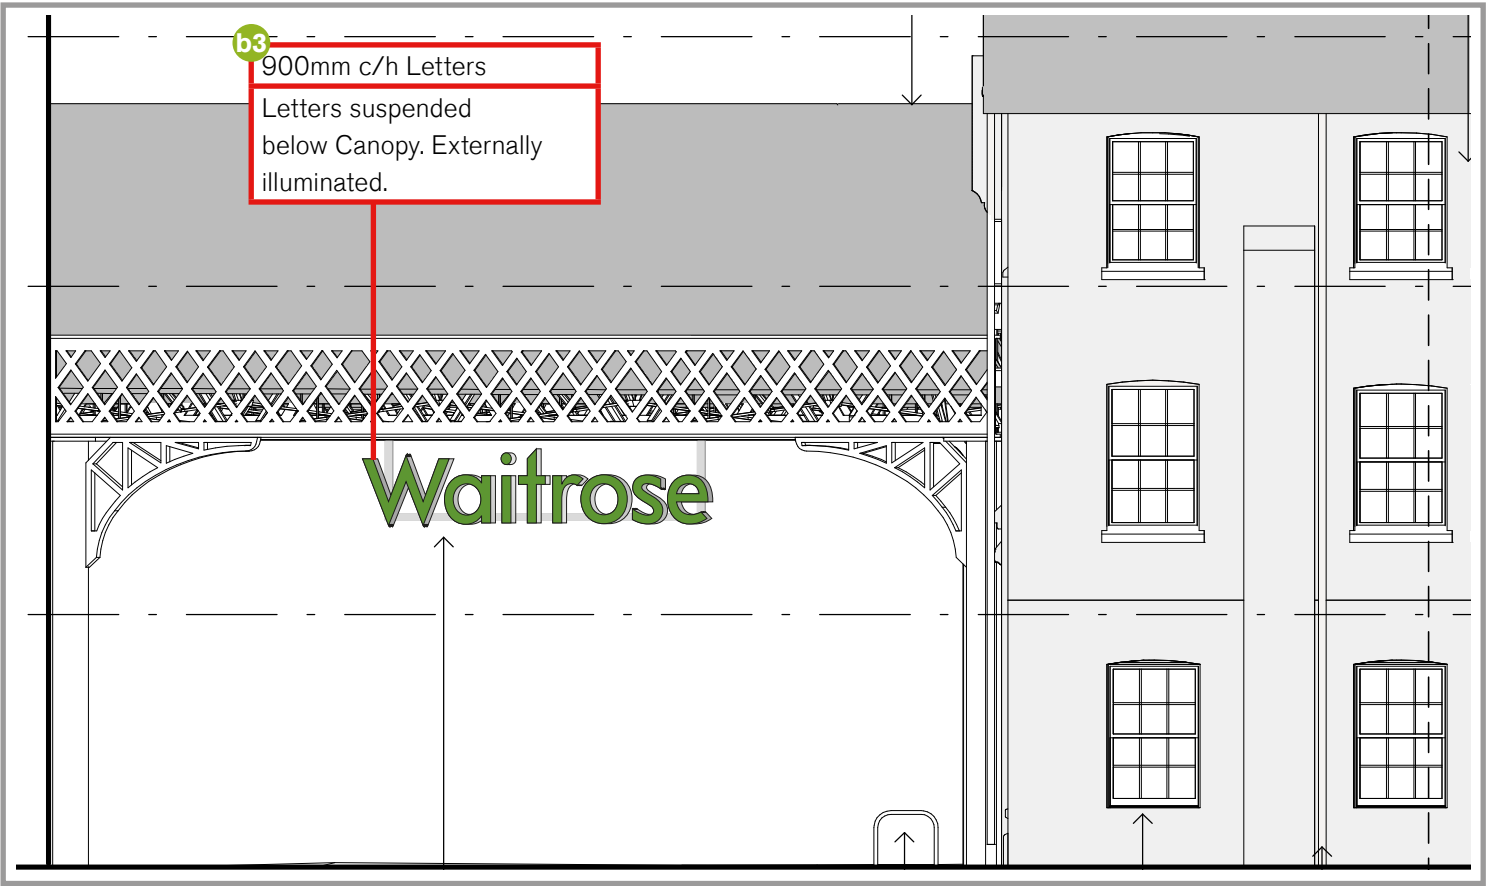 b3
900mm c/h Letters
Letters suspended
below Canopy. Externally
illuminated.
Waitrose